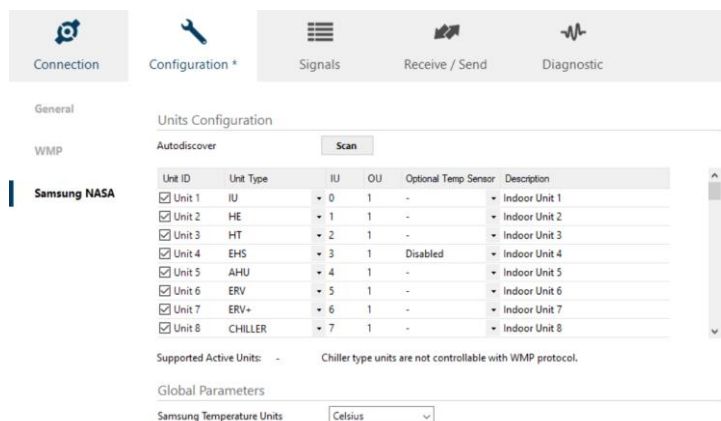 Connection Configuration * Signals Receive / Send Diagnostic
General
WMP
Samsung NASA
Units Configuration
Autodiscover Scan
Unit ID Unit Type IU OU Optional Temp Sensor Description
Unit 1 IU 0 1 - Indoor Unit 1
Unit 2 HE 1 1 - Indoor Unit 2
Unit 3 HT 2 1 - Indoor Unit 3
Unit 4 EHS 3 1 Disabled Indoor Unit 4
Unit 5 AHU 4 1 - Indoor Unit 5
Unit 6 ERV 5 1 - Indoor Unit 6
Unit 7 ERV+ 6 1 - Indoor Unit 7
Unit 8 CHILLER 7 1 - Indoor Unit 8
Supported Active Units: - Chiller type units are not controllable with WMP protocol.
Global Parameters
Samsung Temperature Units Celsius